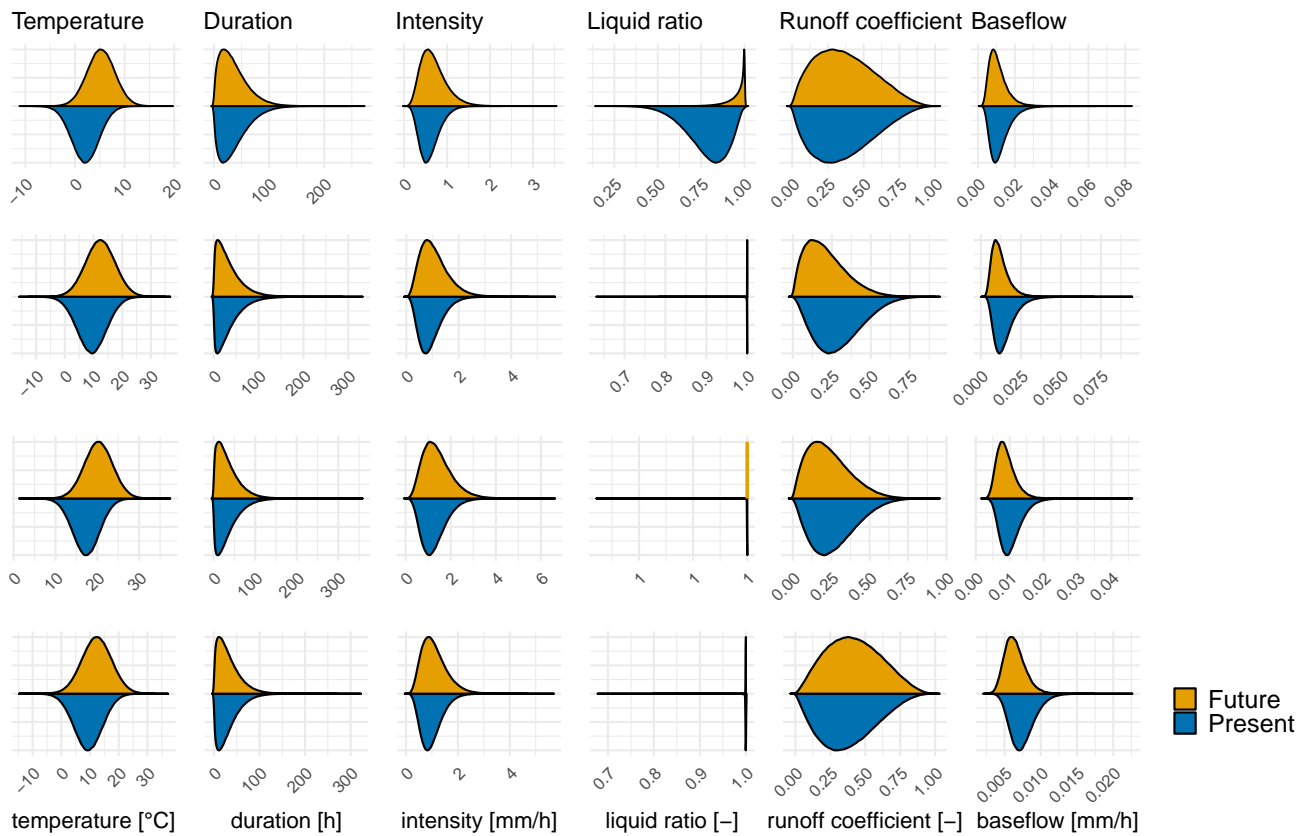 Temperature Duration Intensity Liquid ratio Runoff coefficient Baseflow
−10 0 10 20 0 100 200 0 1 2 3 0.25 0.50 0.75 1.00 0.00 0.25 0.50 0.75 1.00 0.00 0.02 0.04 0.06 0.08
−10 0 10 20 30 0 100 200 300 0 2 4 0.7 0.8 0.9 1.0 0.00 0.25 0.50 0.75 0.000 0.025 0.050 0.075
0 10 20 30 0 100 200 300 0 2 4 6 1 1 1 0.00 0.25 0.50 0.75 1.00 0.00 0.01 0.02 0.03 0.04
−10 0 10 20 30 0 100 200 300 0 2 4 0.7 0.8 0.9 1.0 0.00 0.25 0.50 0.75 1.00 0.005 0.010 0.015 0.020
Future
Present
temperature [°C] duration [h] intensity [mm/h] liquid ratio [−] runoff coefficient [−] baseflow [mm/h]